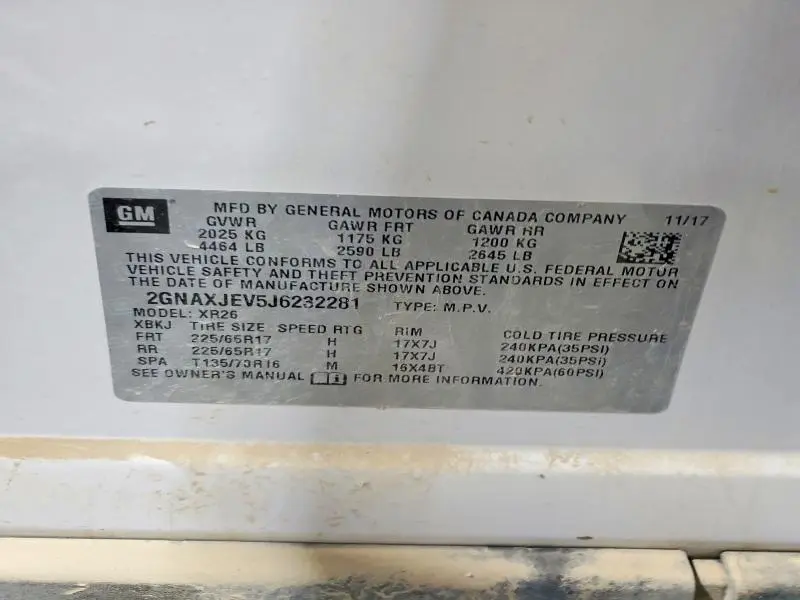 GM MFD BY GENERAL MOTORS OF CANADA COMPANY 11/17
GVWR GAWR FRT GAWR RR
2025 KG 1175 KG 1200 KG
4464 LB 2590 LB 2645 LB
THIS VEHICLE CONFORMS TO ALL APPLICABLE U.S. FEDERAL MOTOR
VEHICLE SAFETY AND THEFT PREVENTION STANDARDS IN EFFECT ON
THE DATE OF MANUFACTURE SHOWN ABOVE.
2GNAXJEV5J6232281 TYPE: M.P.V.
MODEL: XR26
XBKJ TIRE SIZE SPEED RTG RIM COLD TIRE PRESSURE
FRT 225/65R17 H 17X7J 240KPA(35PSI)
RR 225/65R17 H 17X7J 240KPA(35PSI)
SPA T135/70R16 M 16X4BT 420KPA(60PSI)
SEE OWNER'S MANUAL FOR MORE INFORMATION.